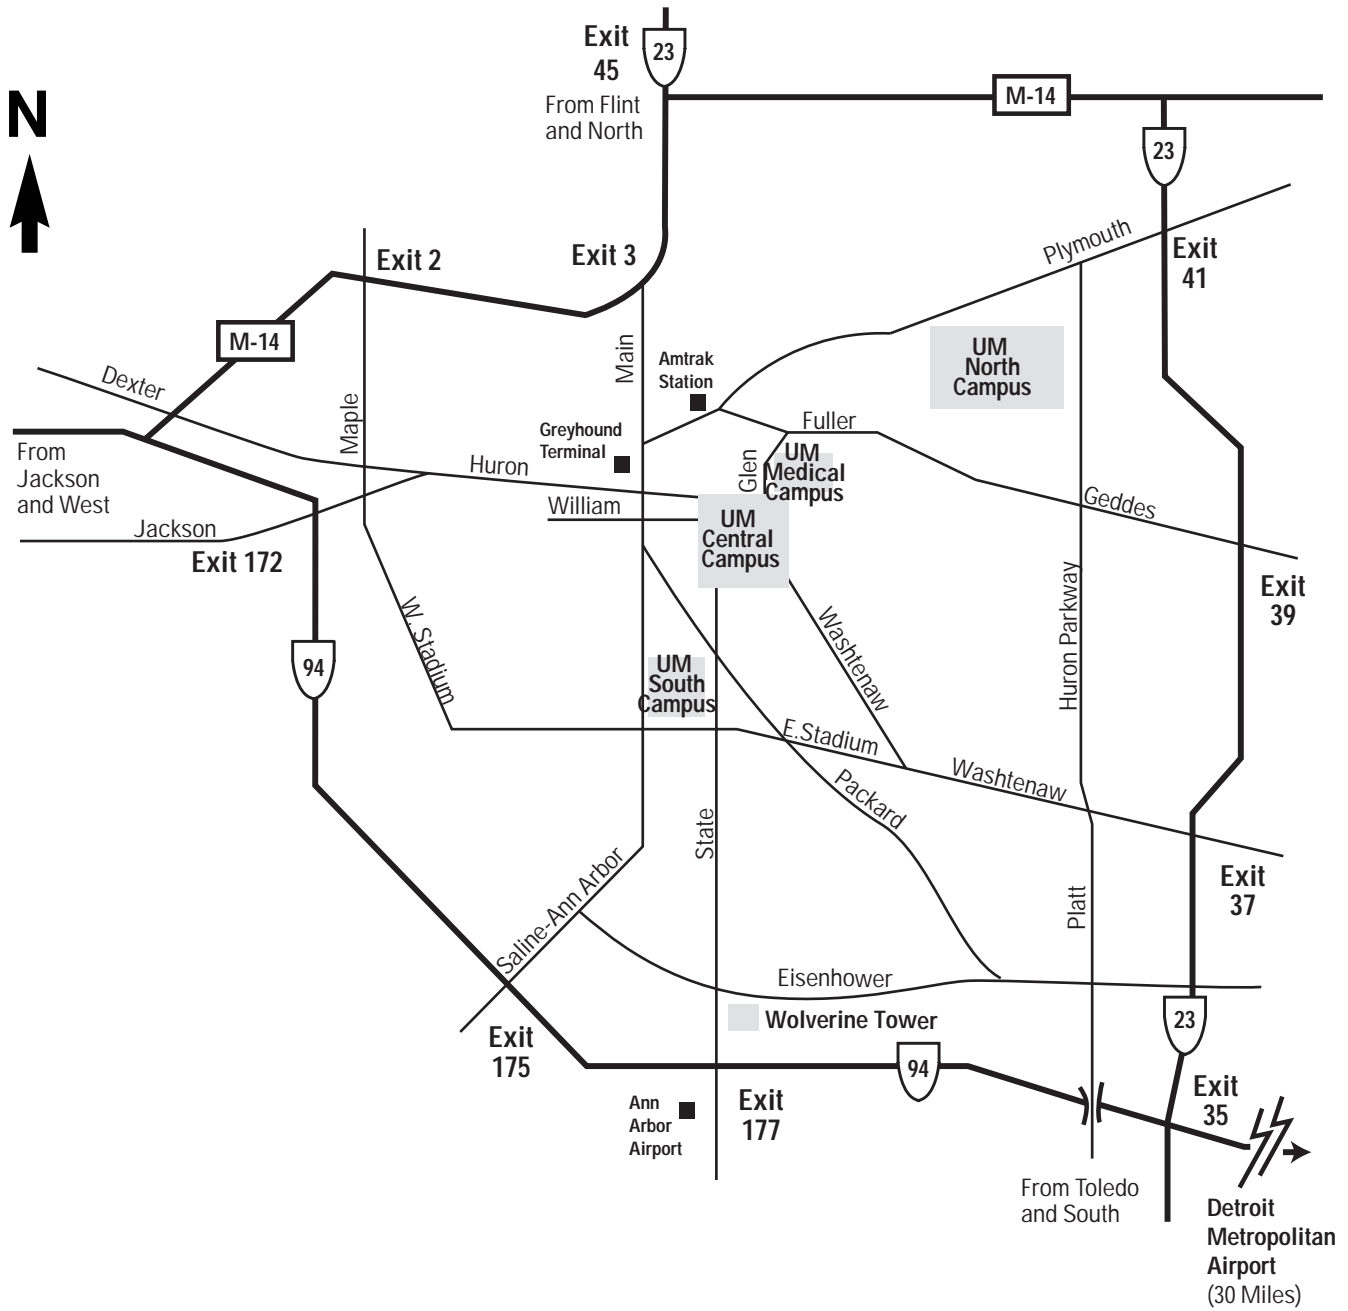 Exit
45
23
From Flint
and North
M-14
N
23
Plymouth
Exit
41
Exit 2
Exit 3
M-14
Main
Amtrak
Station
UM
North
Campus
Dexter
Maple
Greyhound
Terminal
Fuller
From
Jackson
and West
Huron
Glen
UM
Medical
Campus
Geddes
William
Jackson
UM
Central
Campus
Exit 172
Exit
39
Huron Parkway
W. Stadium
Washtenaw
94
UM
South
Campus
E.Stadium
Washtenaw
Packard
State
Saline-Ann Arbor
Platt
Exit
37
Eisenhower
Wolverine Tower
23
Exit
175
94
Ann
Arbor
Airport
Exit
177
Exit
35
From Toledo
and South
Detroit
Metropolitan
Airport
(30 Miles)